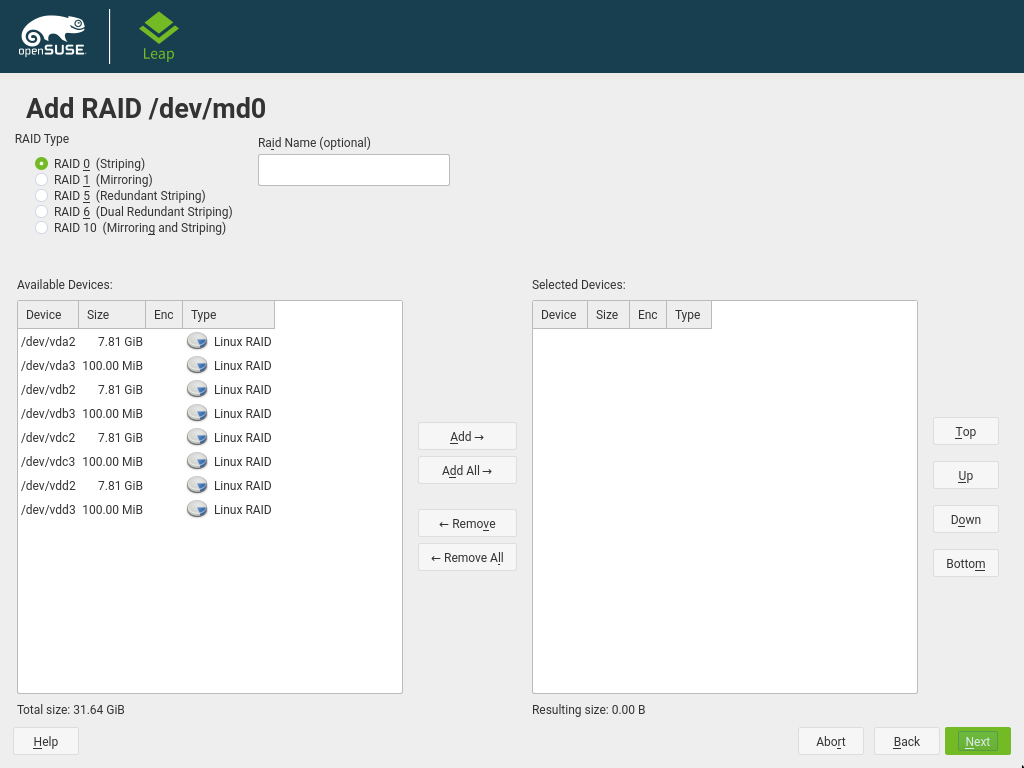 openSUSE
Leap
Add RAID /dev/md0
RAID Type
RAID 0 (Striping)
RAID 1 (Mirroring)
RAID 5 (Redundant Striping)
RAID 6 (Dual Redundant Striping)
RAID 10 (Mirroring and Striping)
Raid Name (optional)
Available Devices:
Device Size Enc Type
/dev/vda2 7.81 GiB Linux RAID
/dev/vda3 100.00 MiB Linux RAID
/dev/vdb2 7.81 GiB Linux RAID
/dev/vdb3 100.00 MiB Linux RAID
/dev/vdc2 7.81 GiB Linux RAID
/dev/vdc3 100.00 MiB Linux RAID
/dev/vdd2 7.81 GiB Linux RAID
/dev/vdd3 100.00 MiB Linux RAID
Total size: 31.64 GiB
Add →
Add All →
← Remove
← Remove All
Selected Devices:
Device Size Enc Type
Resulting size: 0.00 B
Top
Up
Down
Bottom
Help
Abort
Back
Next